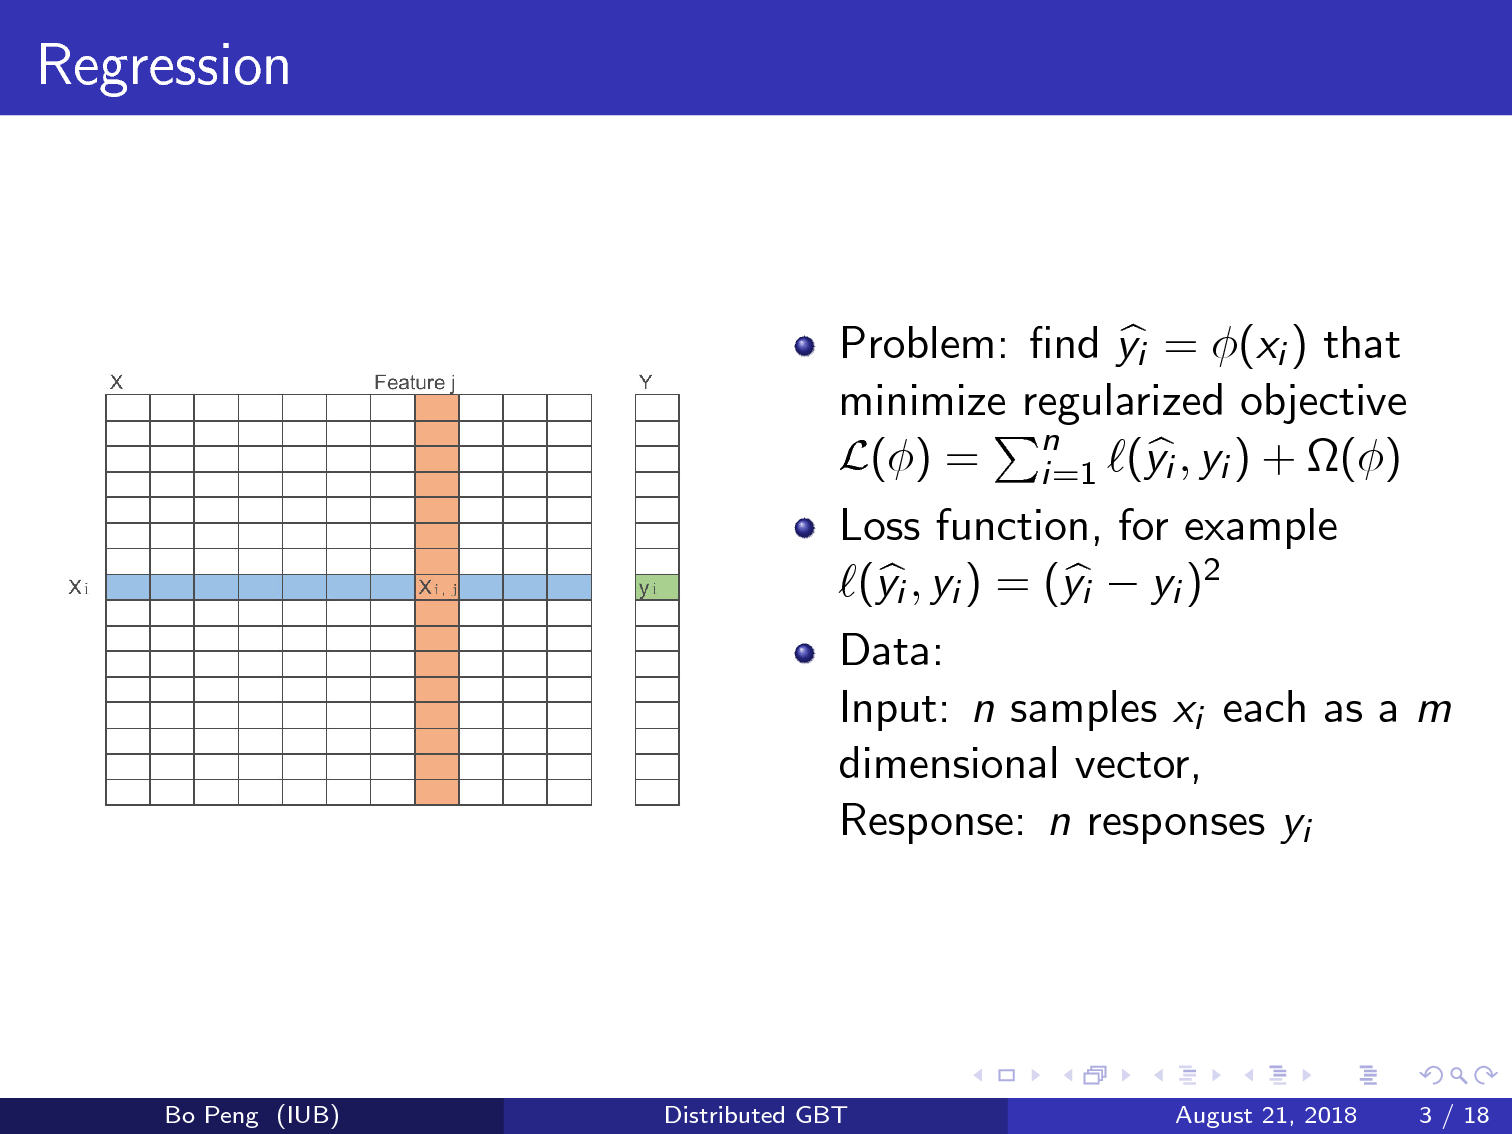 Regression
X Feature j Y
Xi Xi,j yi
Problem: find ŷi = ϕ(xi) that
minimize regularized objective
ℒ(ϕ) = ∑ⁿi=1 ℓ(ŷi, yi) + Ω(ϕ)
Loss function, for example
ℓ(ŷi, yi) = (ŷi − yi)²
Data:
Input: n samples xi each as a m
dimensional vector,
Response: n responses yi
Bo Peng (IUB) Distributed GBT August 21, 2018 3 / 18